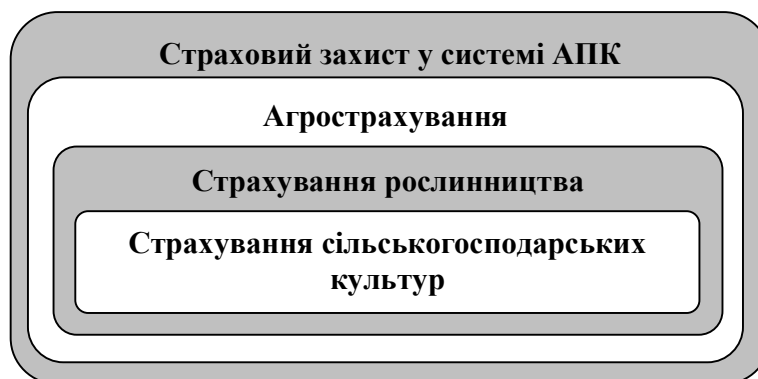 Страховий захист у системі АПК
Агрострахування
Страхування рослинництва
Страхування сільськогосподарських
культур